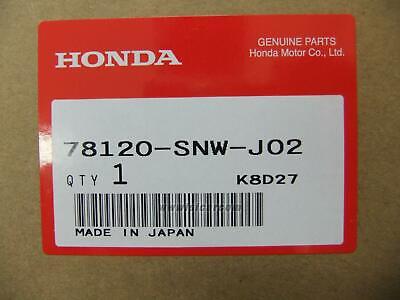 HONDA
GENUINE PARTS
Honda Motor Co., Ltd.
78120-SNW-J02
QTY 1 K8D27
MADE IN JAPAN